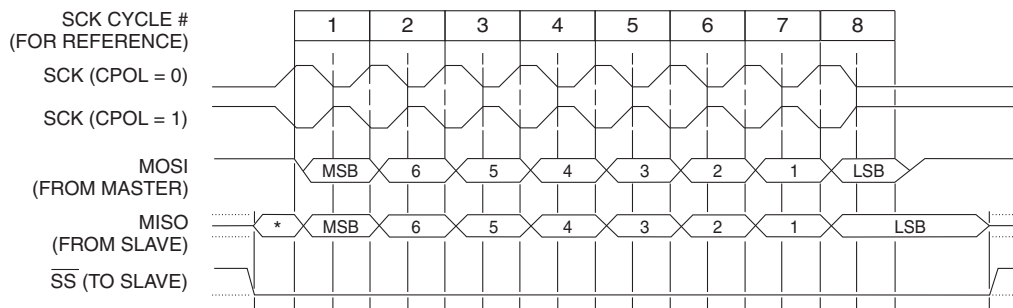 SCK CYCLE # 1 2 3 4 5 6 7 8
(FOR REFERENCE)
SCK (CPOL = 0)
SCK (CPOL = 1)
MOSI MSB 6 5 4 3 2 1 LSB
(FROM MASTER)
MISO * MSB 6 5 4 3 2 1 LSB
(FROM SLAVE)
SS (TO SLAVE)